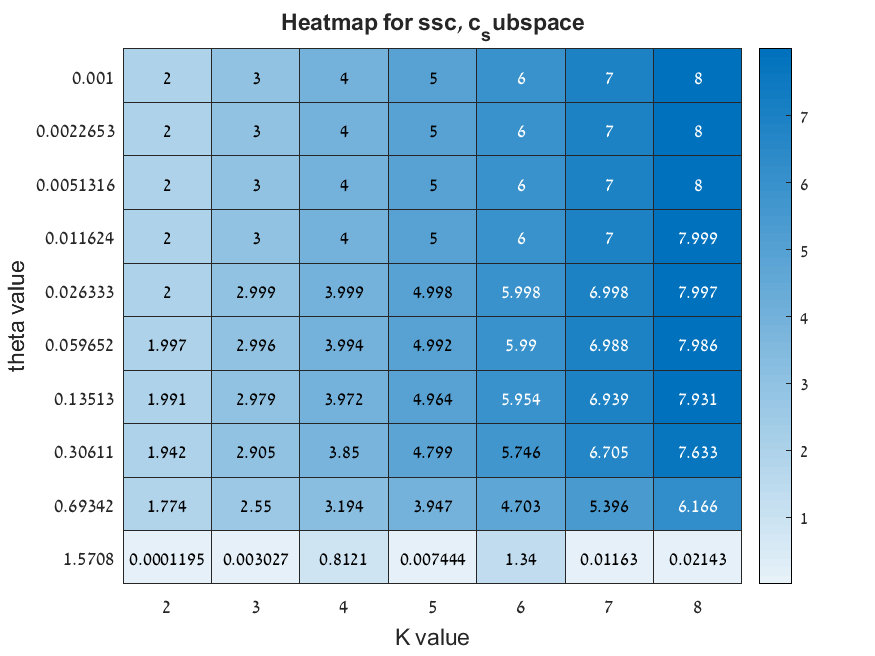 Heatmap for ssc, c_subspace
0.001 2 3 4 5 6 7 8
0.0022653 2 3 4 5 6 7 8
0.0051316 2 3 4 5 6 7 8
0.011624 2 3 4 5 6 7 7.999
0.026333 2 2.999 3.999 4.998 5.998 6.998 7.997
0.059652 1.997 2.996 3.994 4.992 5.99 6.988 7.986
0.13513 1.991 2.979 3.972 4.964 5.954 6.939 7.931
0.30611 1.942 2.905 3.85 4.799 5.746 6.705 7.633
0.69342 1.774 2.55 3.194 3.947 4.703 5.396 6.166
1.5708 0.0001195 0.003027 0.8121 0.007444 1.34 0.01163 0.02143
2 3 4 5 6 7 8
K value
theta value
7
6
5
4
3
2
1